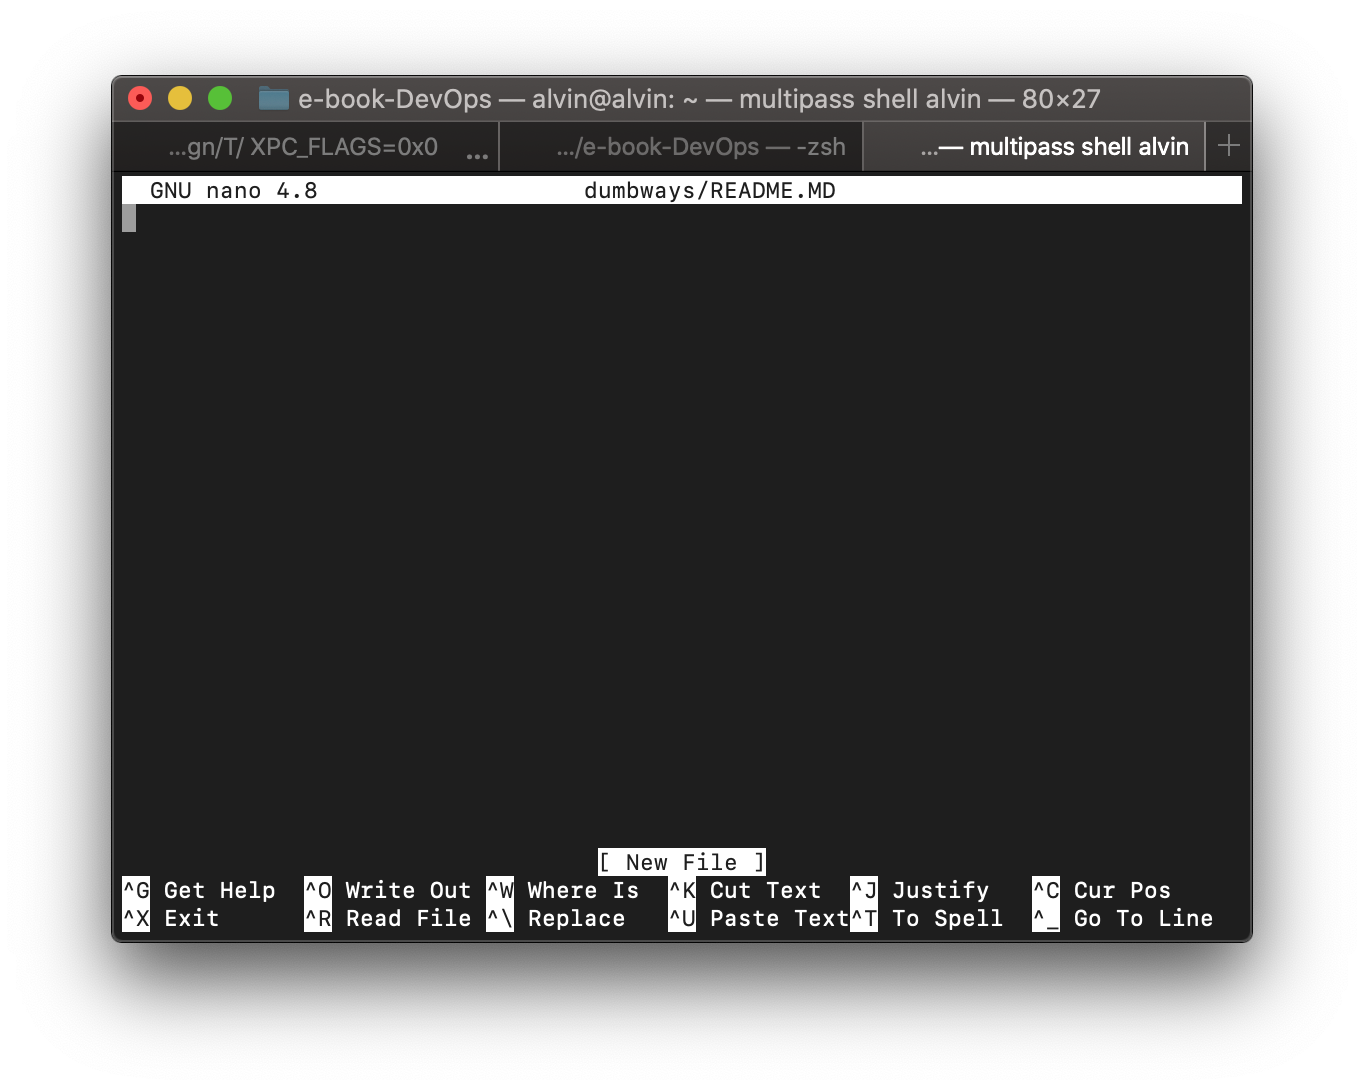 e-book-DevOps — alvin@alvin: ~ — multipass shell alvin — 80×27
...gn/T/ XPC_FLAGS=0x0 ... .../e-book-DevOps — -zsh ...— multipass shell alvin +
GNU nano 4.8 dumbways/README.MD
[ New File ]
^G Get Help ^O Write Out ^W Where Is ^K Cut Text ^J Justify ^C Cur Pos
^X Exit ^R Read File ^\ Replace ^U Paste Text^T To Spell ^_ Go To Line